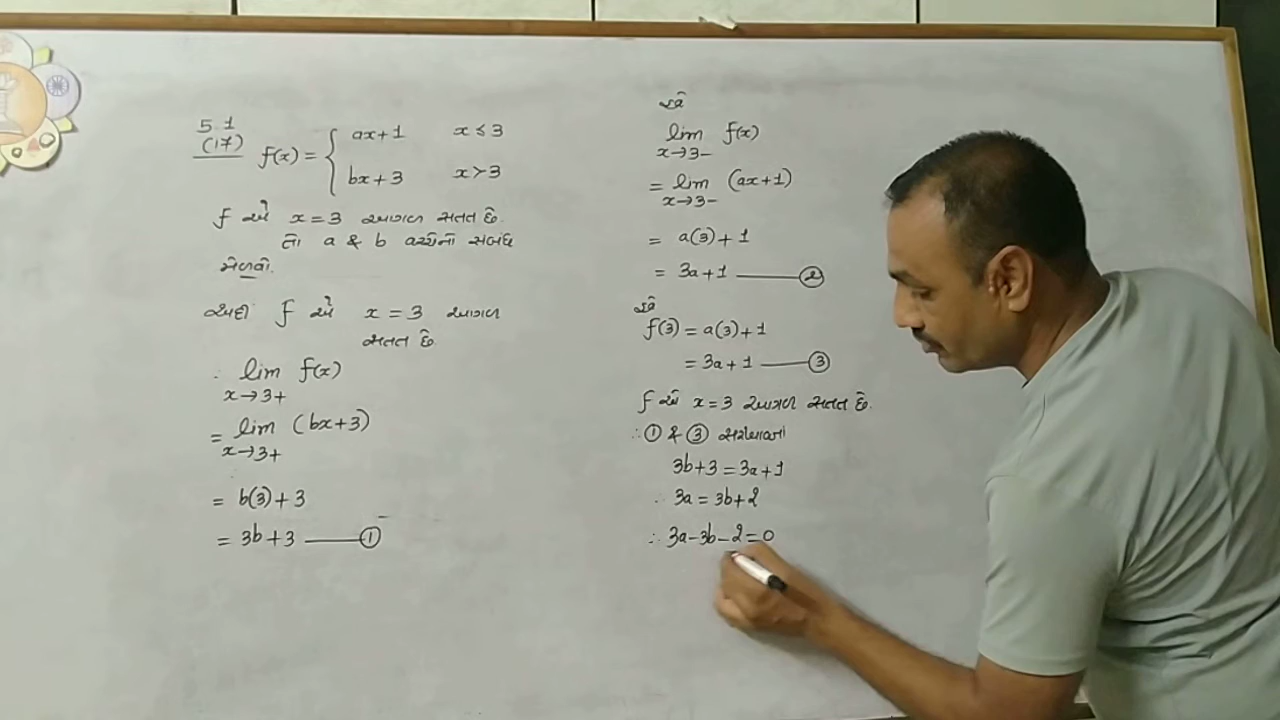 5.1
(17)
f(x) = { ax+1 x ≤ 3
bx+3 x > 3
f એ x = 3 આગળ સતત છે.
તો a & b વચ્ચેનો સબંધ
મેળવો.
અહીં f એ x = 3 આગળ
સતત છે.
∴ lim f(x)
x→3+
= lim (bx+3)
x→3+
= b(3)+3
= 3b+3 ——— ①
હવે
lim f(x)
x→3-
= lim (ax+1)
x→3-
= a(3)+1
= 3a+1 ——— ②
હવે
f(3) = a(3)+1
= 3a+1 ——— ③
f એ x = 3 આગળ સતત છે.
∴ ① & ③ સરખાવતાં
3b+3 = 3a+1
∴ 3a = 3b+2
∴ 3a-3b-2=0